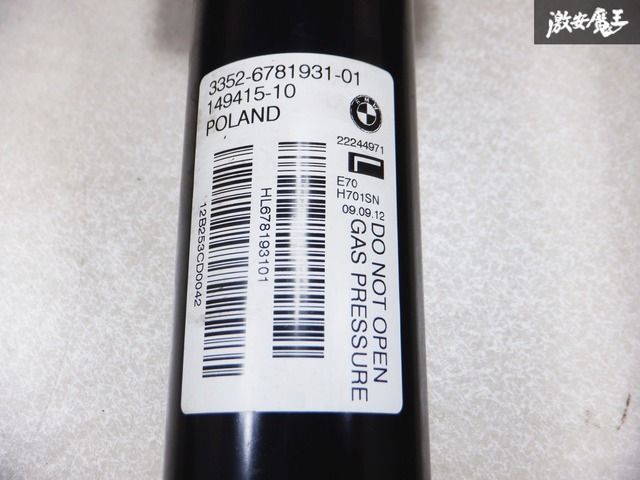 激安魔王
3352-6781931-01
149415-10
POLAND
BMW
22244971
L
E70
H701SN
09.09.12
DO NOT OPEN
GAS PRESSURE
HL678193101
12B253CD0042